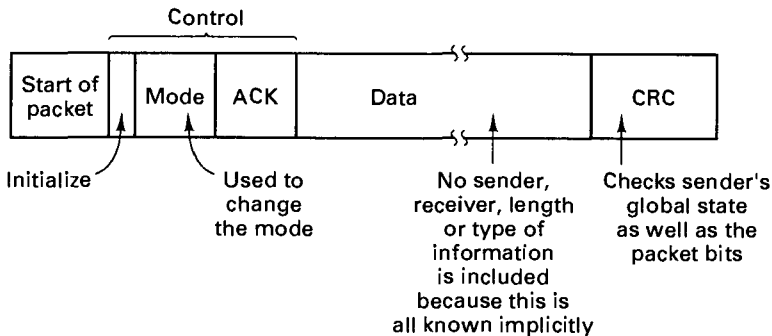 Control
Start of
packet
Mode
ACK
Data
CRC
Initialize
Used to
change
the mode
No sender,
receiver, length
or type of
information
is included
because this is
all known implicitly
Checks sender's
global state
as well as the
packet bits